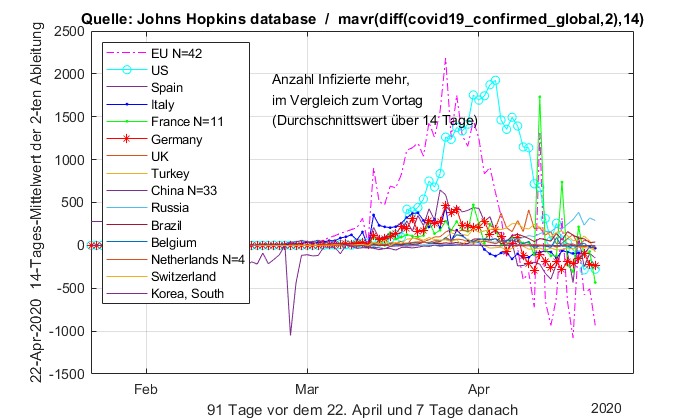 Quelle: Johns Hopkins database / mavr(diff(covid19_confirmed_global,2),14)
22-Apr-2020 14-Tages-Mittelwert der 2-ten Ableitung
2500
2000
1500
1000
500
0
-500
-1000
-1500
EU N=42
US
Spain
Italy
France N=11
Germany
UK
Turkey
China N=33
Russia
Brazil
Belgium
Netherlands N=4
Switzerland
Korea, South
Anzahl Infizierte mehr,
im Vergleich zum Vortag
(Durchschnittswert über 14 Tage)
Feb Mar Apr
2020
91 Tage vor dem 22. April und 7 Tage danach